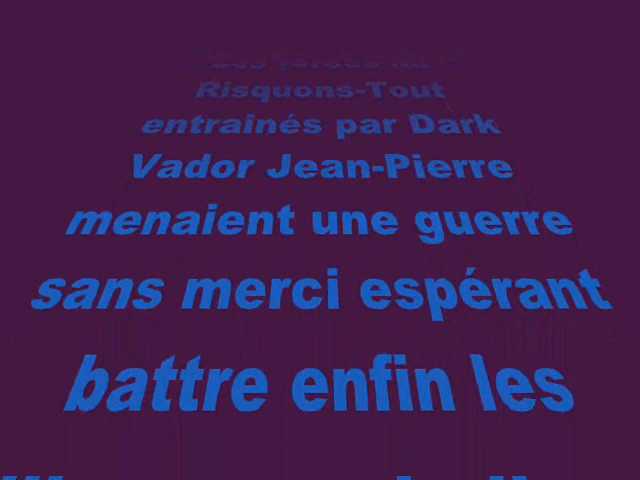 Risquons-Tout
entrainés par Dark
Vador Jean-Pierre
menaient une guerre
sans merci espérant
battre enfin les